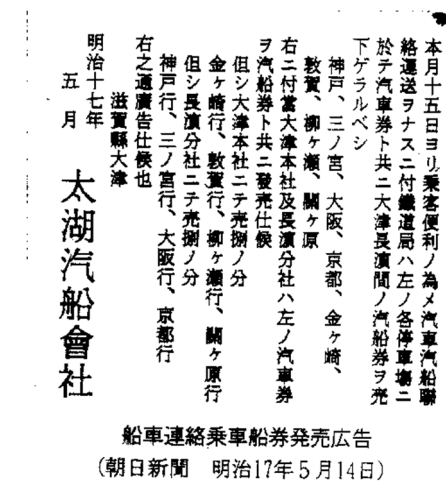 本月十五日ヨリ乗客便利ノ為メ汽車汽船聯
絡運送ヲナスニ付鐵道局ハ左ノ各停車塲ニ
於テ汽車券ト共ニ大津長濱間ノ汽船券ヲ売
下ゲラルベシ
神戸、三ノ宮、大阪、京都、金ヶ崎、
敦賀、柳ヶ瀬、關ヶ原
右ニ付當大津本社及長濱分社ハ左ノ汽車券
ヲ汽船券ト共ニ發売仕候
但シ大津本社ニテ売捌ノ分
金ヶ崎行、敦賀行、柳ヶ瀬行、關ヶ原行
但シ長濱分社ニテ売捌ノ分
神戸行、三ノ宮行、大阪行、京都行
右之通廣告仕候也
滋賀縣大津
明治十七年
五月
太湖汽船會社
船車連絡乗車船券発売広告
(朝日新聞 明治17年5月14日)